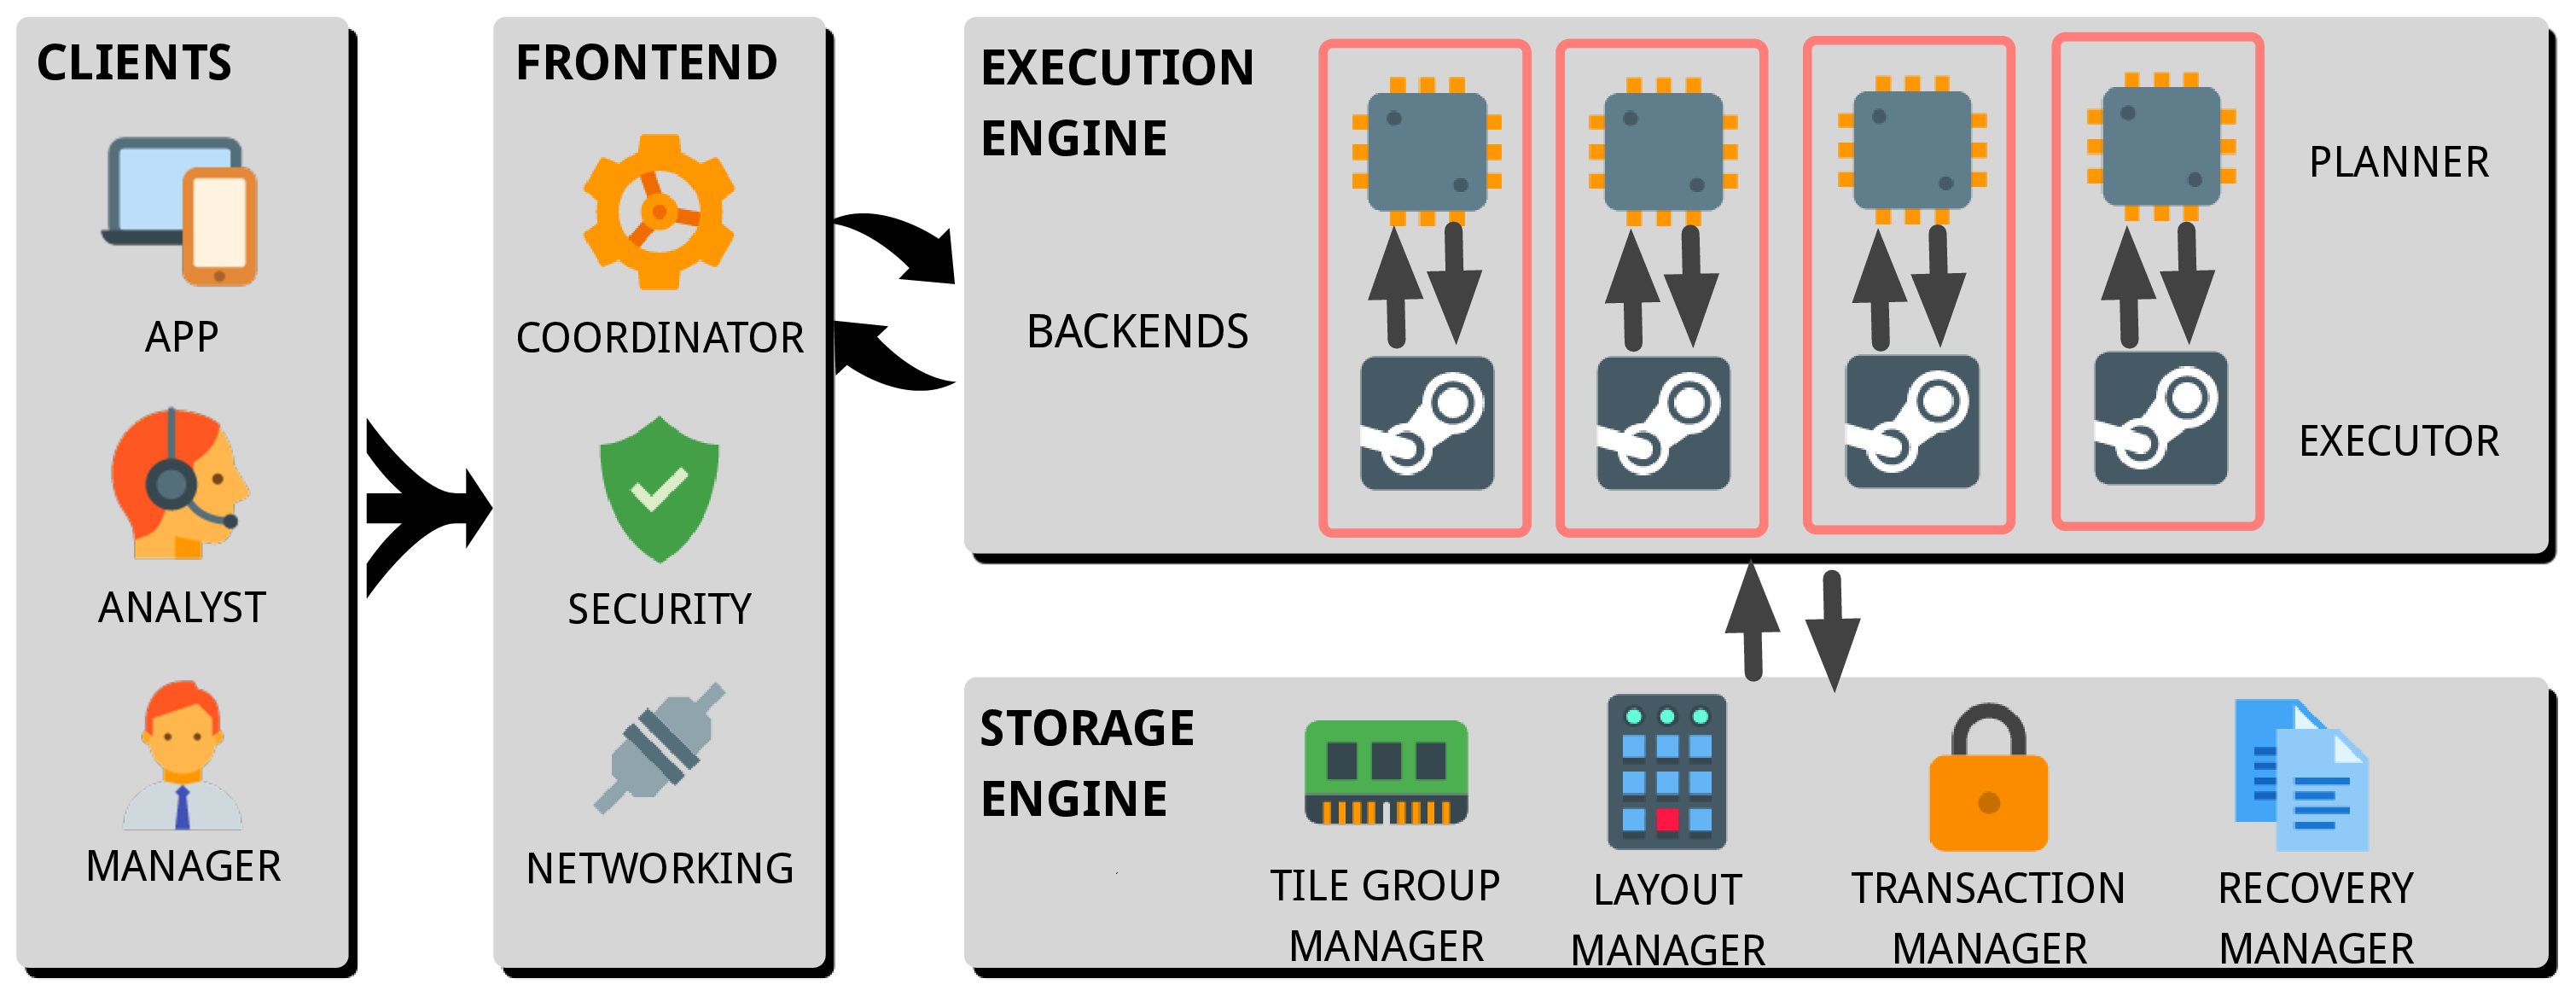 CLIENTS
APP
ANALYST
MANAGER
FRONTEND
COORDINATOR
SECURITY
NETWORKING
EXECUTION
ENGINE
BACKENDS
PLANNER
EXECUTOR
STORAGE
ENGINE
TILE GROUP
MANAGER
LAYOUT
MANAGER
TRANSACTION
MANAGER
RECOVERY
MANAGER